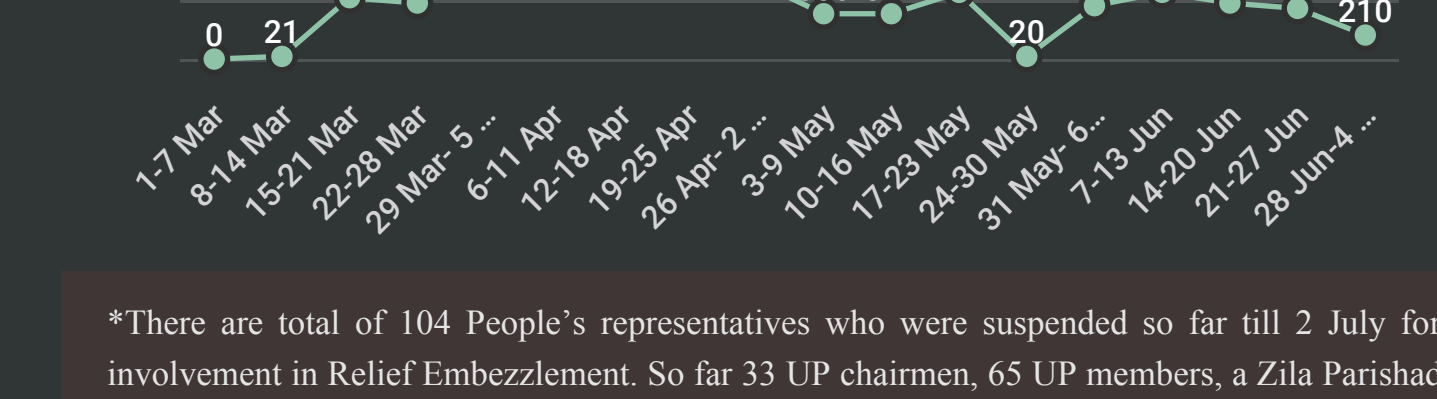 210
0
21
20
1-7 Mar
8-14 Mar
15-21 Mar
22-28 Mar
29 Mar- 5 ...
6-11 Apr
12-18 Apr
19-25 Apr
26 Apr- 2 ...
3-9 May
10-16 May
17-23 May
24-30 May
31 May- 6...
7-13 Jun
14-20 Jun
21-27 Jun
28 Jun-4 ...
*There are total of 104 People’s representatives who were suspended so far till 2 July for
involvement in Relief Embezzlement. So far 33 UP chairmen, 65 UP members, a Zila Parishad